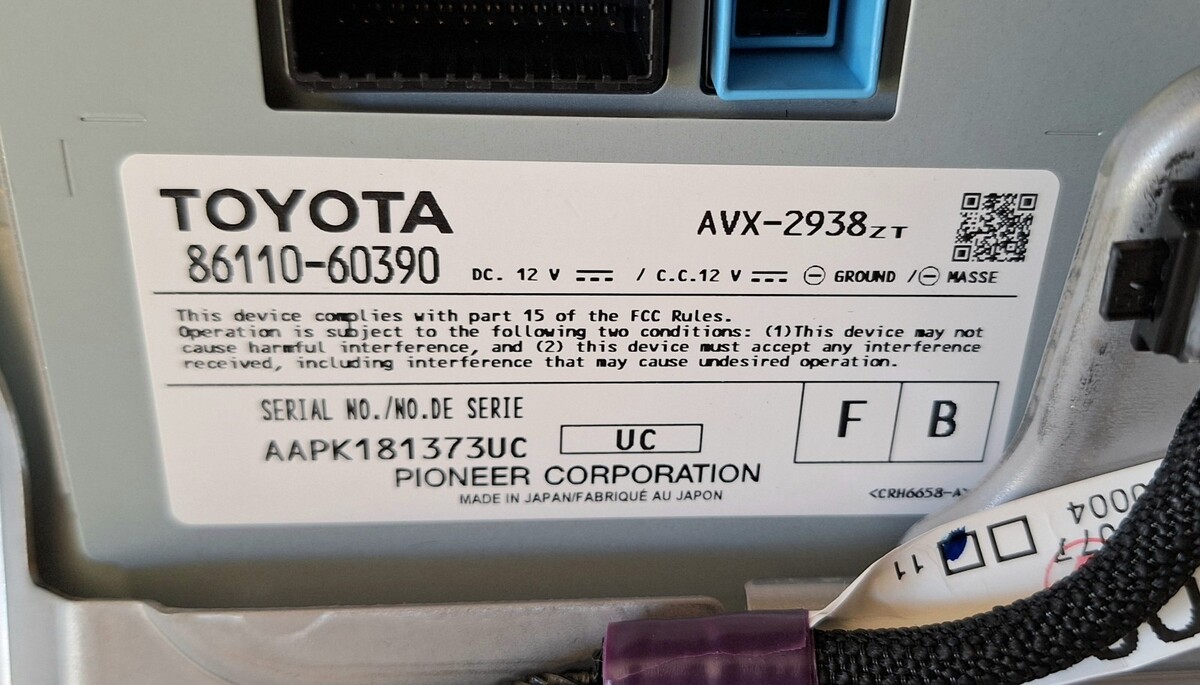 TOYOTA
AVX-2938ZT
86110-60390
DC. 12 V / C.C.12 V GROUND / MASSE
This device complies with part 15 of the FCC Rules.
Operation is subject to the following two conditions: (1)This device may not
cause harmful interference, and (2) this device must accept any interference
received, including interference that may cause undesired operation.
SERIAL NO./NO.DE SERIE
AAPK181373UC
UC
F B
PIONEER CORPORATION
MADE IN JAPAN/FABRIQUÉ AU JAPON
<CRH6658-A>
11